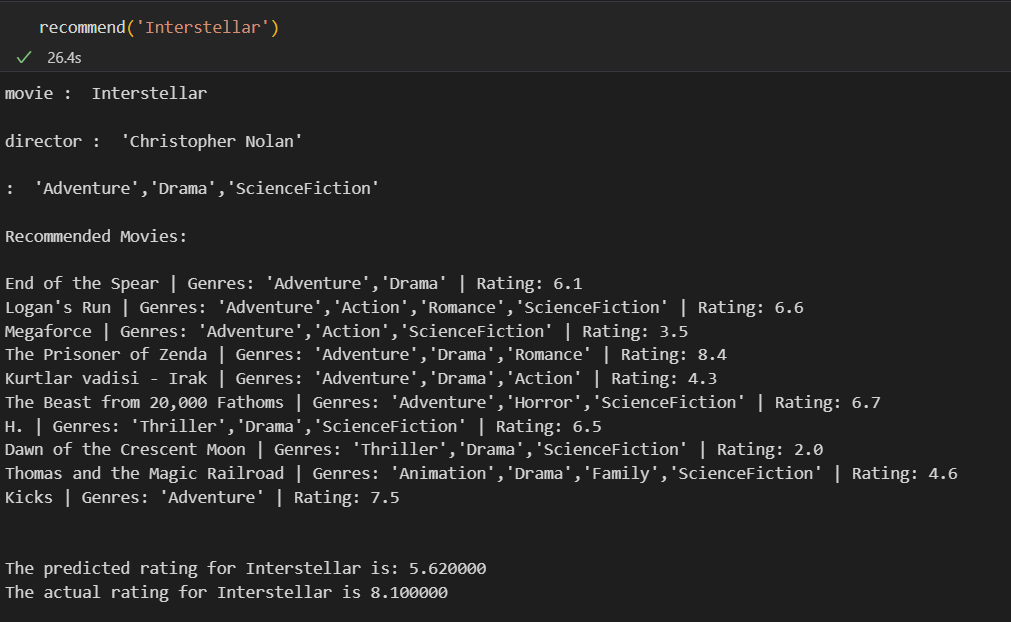 recommend('Interstellar')
26.4s
movie :  Interstellar
director :  'Christopher Nolan'
:  'Adventure','Drama','ScienceFiction'
Recommended Movies:
End of the Spear | Genres: 'Adventure','Drama' | Rating: 6.1
Logan's Run | Genres: 'Adventure','Action','Romance','ScienceFiction' | Rating: 6.6
Megaforce | Genres: 'Adventure','Action','ScienceFiction' | Rating: 3.5
The Prisoner of Zenda | Genres: 'Adventure','Drama','Romance' | Rating: 8.4
Kurtlar vadisi - Irak | Genres: 'Adventure','Drama','Action' | Rating: 4.3
The Beast from 20,000 Fathoms | Genres: 'Adventure','Horror','ScienceFiction' | Rating: 6.7
H. | Genres: 'Thriller','Drama','ScienceFiction' | Rating: 6.5
Dawn of the Crescent Moon | Genres: 'Thriller','Drama','ScienceFiction' | Rating: 2.0
Thomas and the Magic Railroad | Genres: 'Animation','Drama','Family','ScienceFiction' | Rating: 4.6
Kicks | Genres: 'Adventure' | Rating: 7.5
The predicted rating for Interstellar is: 5.620000
The actual rating for Interstellar is 8.100000